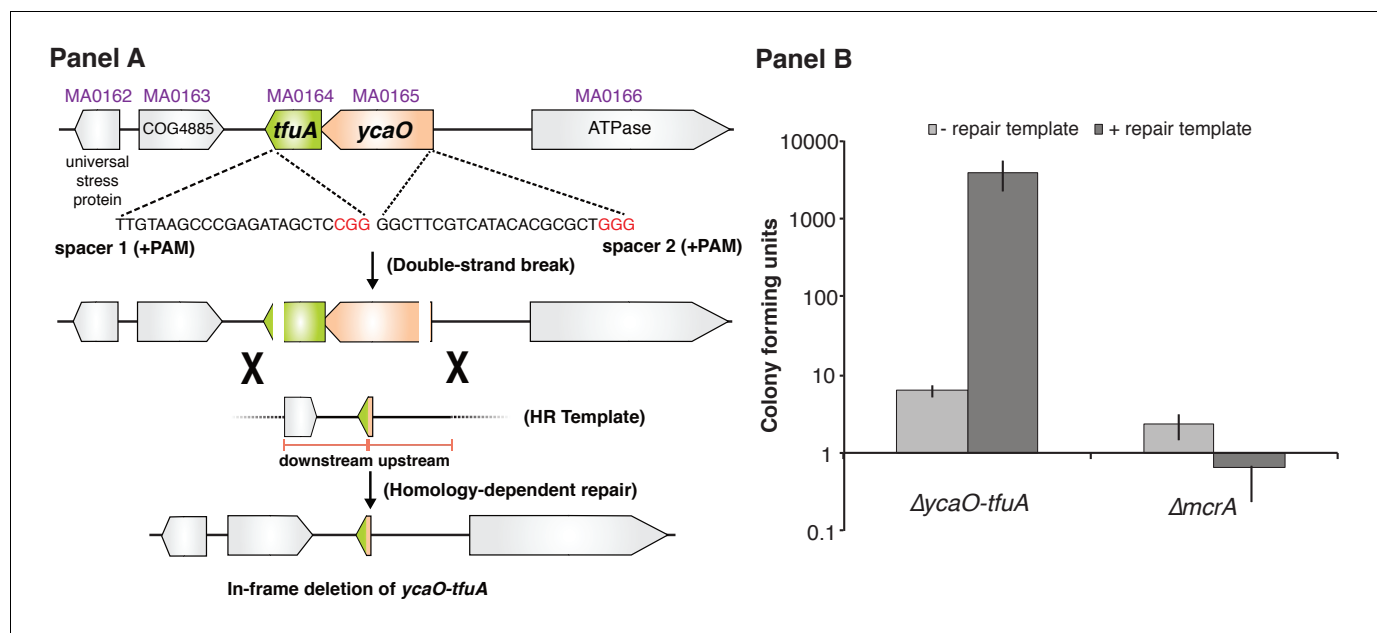 Panel A
MA0162 MA0163 MA0164 MA0165 MA0166
COG4885 tfuA ycaO ATPase
universal
stress
protein
TTGTAAGCCCGAGATAGCTCCGG GGCTTCGTCATACACGCGCTGGG
spacer 1 (+PAM) spacer 2 (+PAM)
(Double-strand break)
X X
(HR Template)
downstream upstream
(Homology-dependent repair)
In-frame deletion of ycaO-tfuA
Panel B
- repair template + repair template
Colony forming units
10000
1000
100
10
1
0.1
ΔycaO-tfuA ΔmcrA